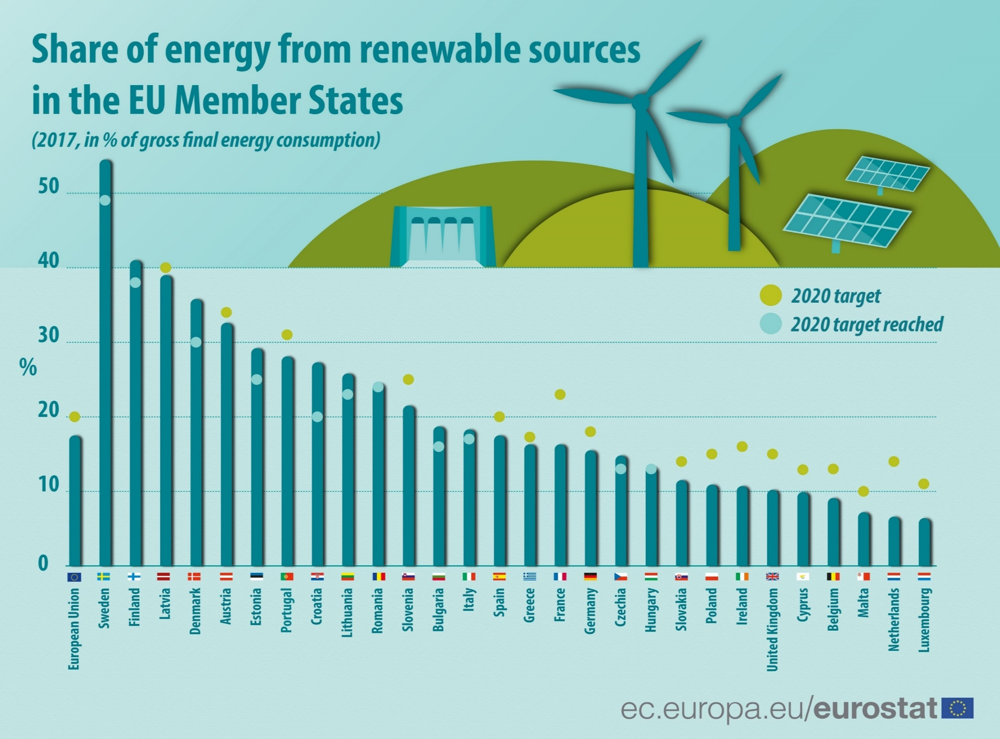 Share of energy from renewable sources
in the EU Member States
(2017, in % of gross final energy consumption)
50
40
30
%
20
10
0
2020 target
2020 target reached
European Union
Sweden
Finland
Latvia
Denmark
Austria
Estonia
Portugal
Croatia
Lithuania
Romania
Slovenia
Bulgaria
Italy
Spain
Greece
France
Germany
Czechia
Hungary
Slovakia
Poland
Ireland
United Kingdom
Cyprus
Belgium
Malta
Netherlands
Luxembourg
ec.europa.eu/eurostat